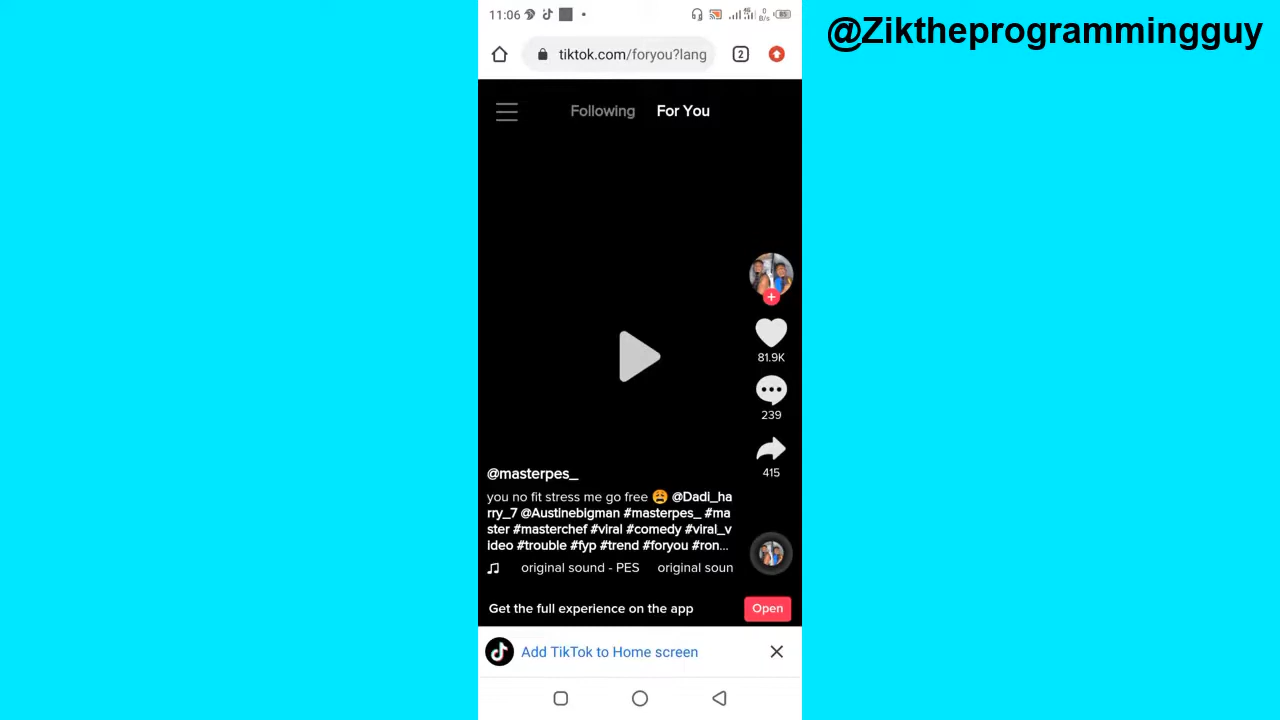 @Ziktheprogrammingguy
11:06
4G
0
B/s
85
tiktok.com/foryou?lang
2
Following
For You
81.9K
239
415
@masterpes_
you no fit stress me go free 😩 @Dadi_ha
rry_7 @Austinebigman #masterpes_ #ma
ster #masterchef #viral #comedy #viral_v
ideo #trouble #fyp #trend #foryou #ron...
original sound - PES original soun
Get the full experience on the app
Open
Add TikTok to Home screen